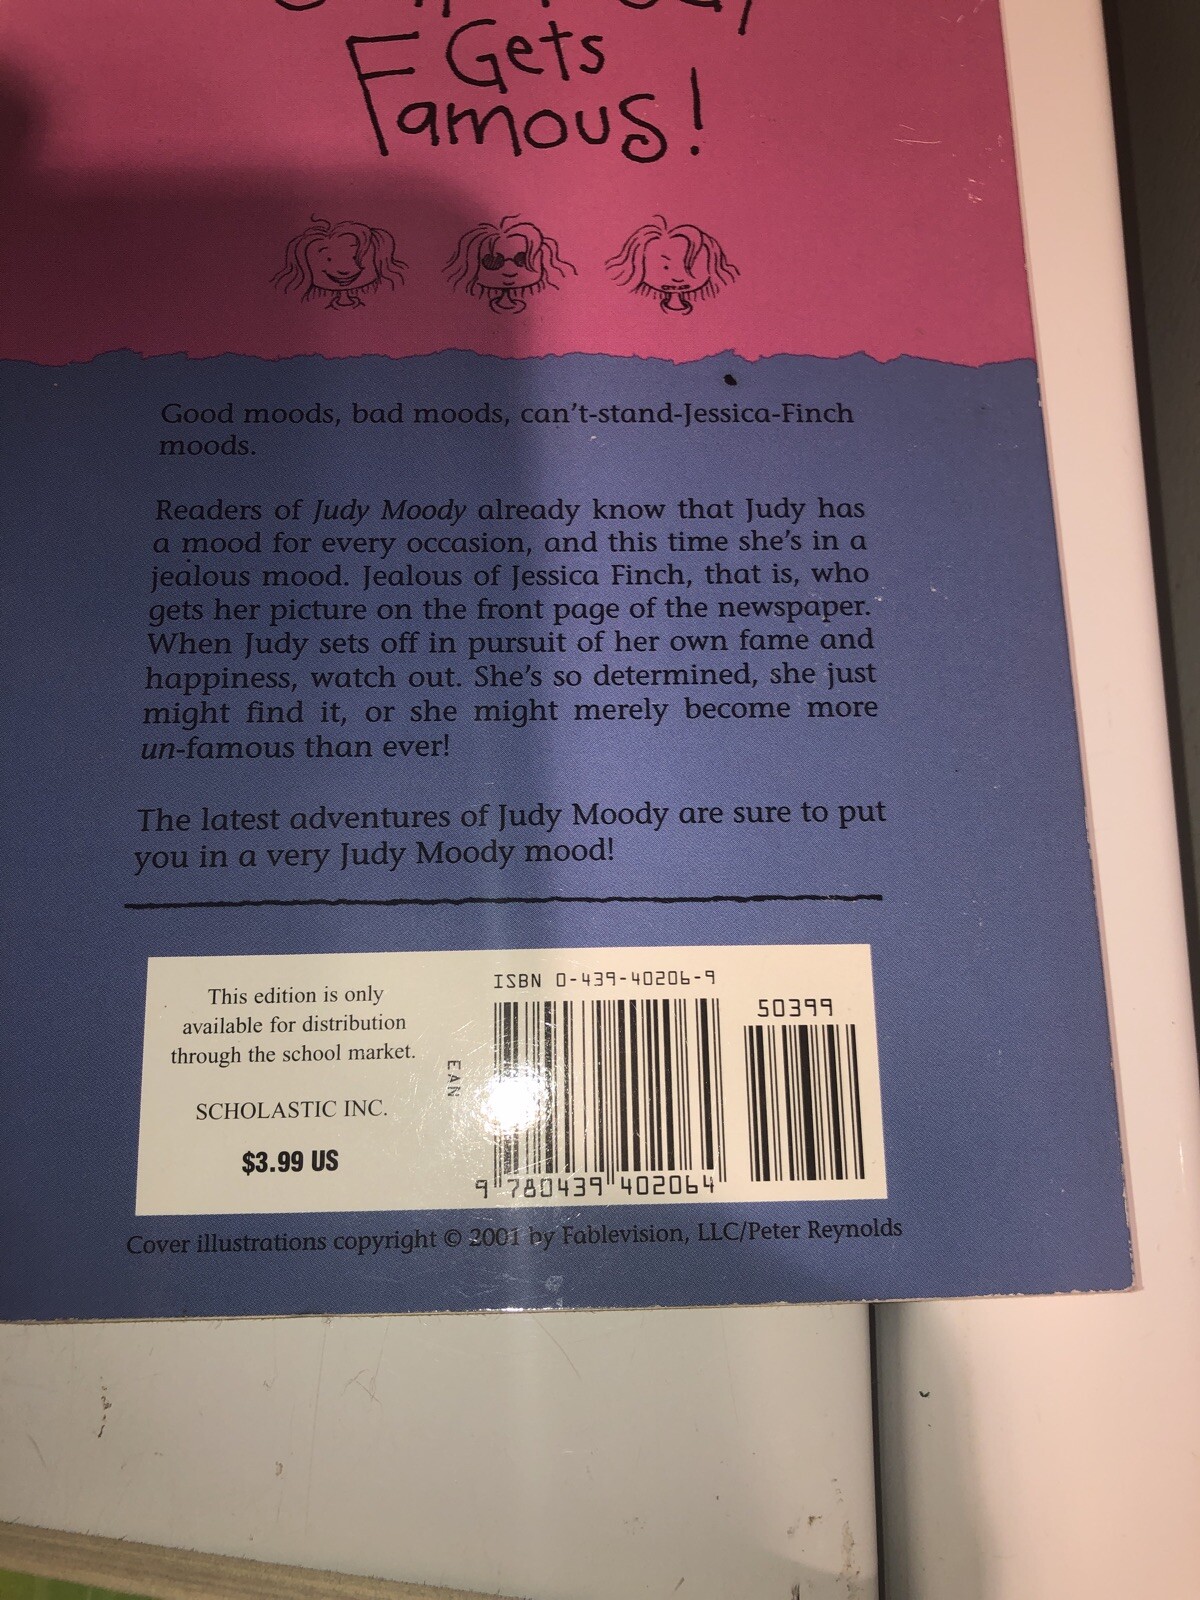 Gets
Famous!
Good moods, bad moods, can't-stand-Jessica-Finch
moods.
Readers of Judy Moody already know that Judy has
a mood for every occasion, and this time she's in a
jealous mood. Jealous of Jessica Finch, that is, who
gets her picture on the front page of the newspaper.
When Judy sets off in pursuit of her own fame and
happiness, watch out. She's so determined, she just
might find it, or she might merely become more
un-famous than ever!
The latest adventures of Judy Moody are sure to put
you in a very Judy Moody mood!
This edition is only
available for distribution
through the school market.
SCHOLASTIC INC.
$3.99 US
EAN
ISBN 0-439-40206-9
50399
9 780439 402064
Cover illustrations copyright © 2001 by Fablevision, LLC/Peter Reynolds